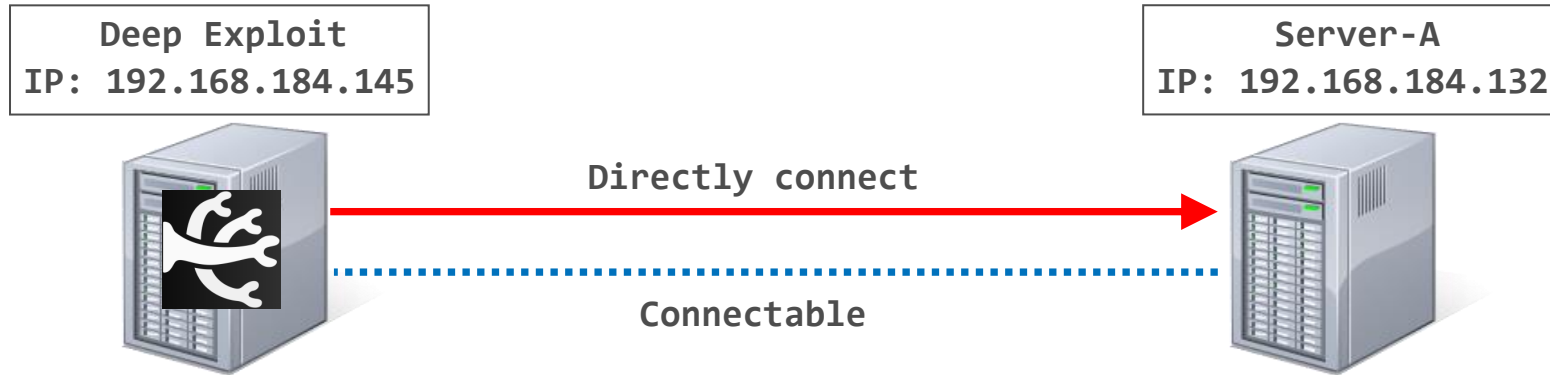 Deep Exploit
IP: 192.168.184.145
Server-A
IP: 192.168.184.132
Directly connect
Connectable